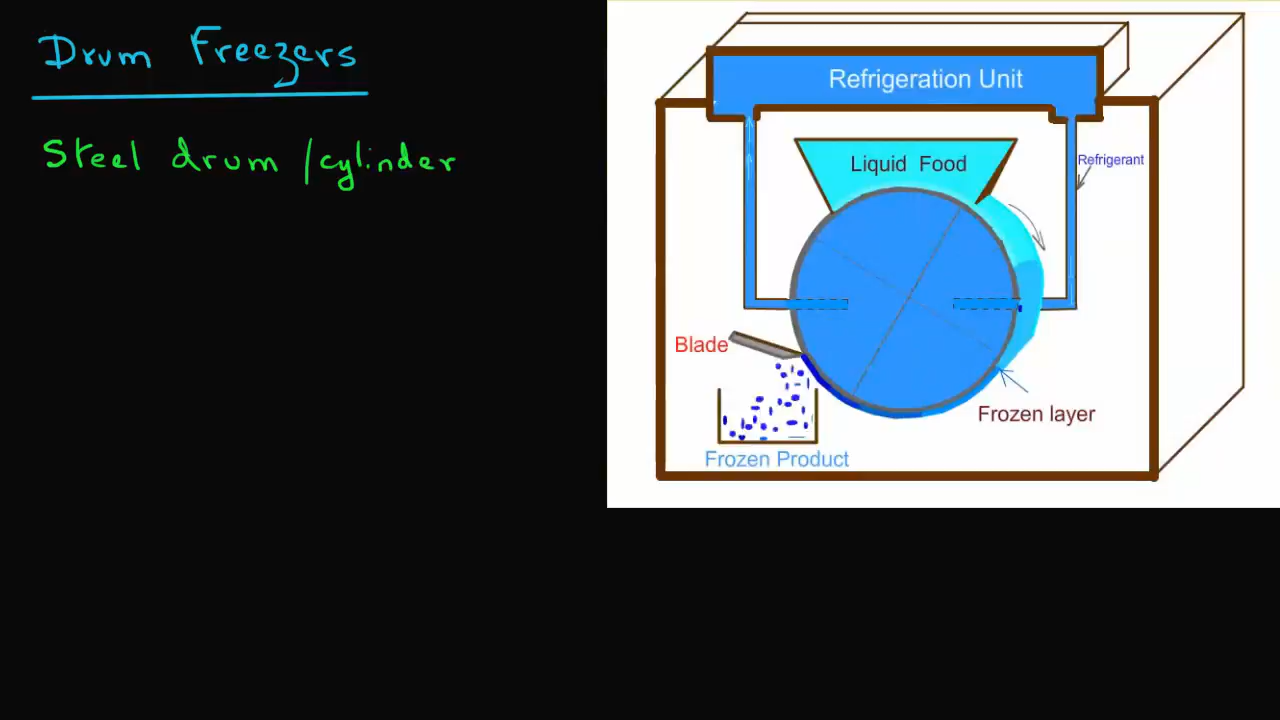 Drum Freezers
Steel drum / cylinder
Refrigeration Unit
Liquid Food
Refrigerant
Blade
Frozen layer
Frozen Product